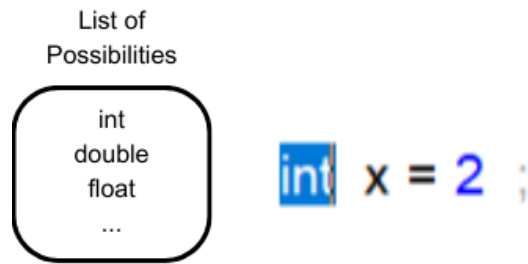 List of
Possibilities
int
double
float
...
int x = 2 ;